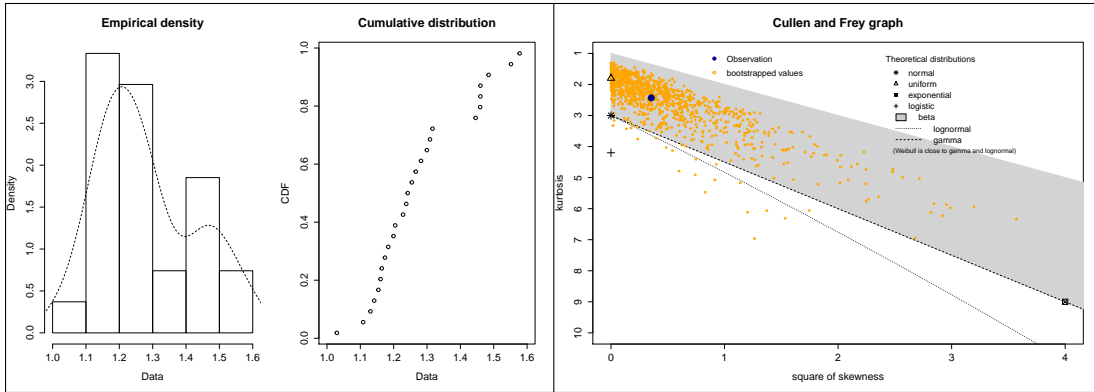 Empirical density
Density
0.0 0.5 1.0 1.5 2.0 2.5 3.0
1.0 1.1 1.2 1.3 1.4 1.5 1.6
Data
Cumulative distribution
CDF
0.0 0.2 0.4 0.6 0.8 1.0
1.0 1.1 1.2 1.3 1.4 1.5 1.6
Data
Cullen and Frey graph
kurtosis
1 2 3 4 5 6 7 8 9 10
Observation
bootstrapped values
Theoretical distributions
normal
uniform
exponential
logistic
beta
lognormal
gamma
(Weibull is close to gamma and lognormal)
0 1 2 3 4
square of skewness